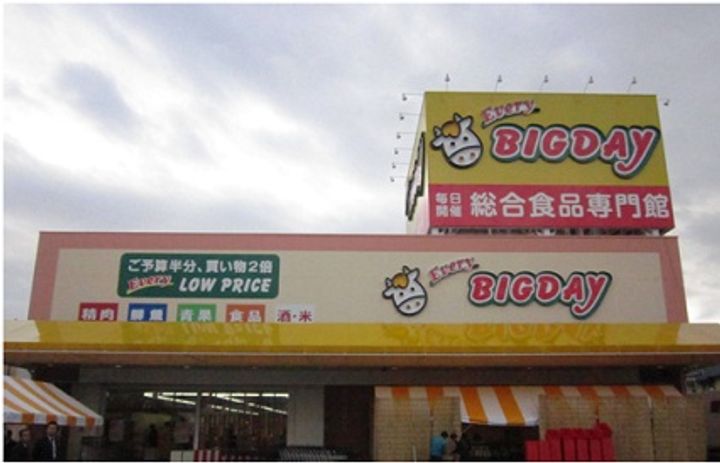 Every
BIGDAY
毎日
開催
総合食品専門館
ご予算半分、買い物2倍
Every LOW PRICE
Every
BIGDAY
精肉 鮮魚 青果 食品 酒・米